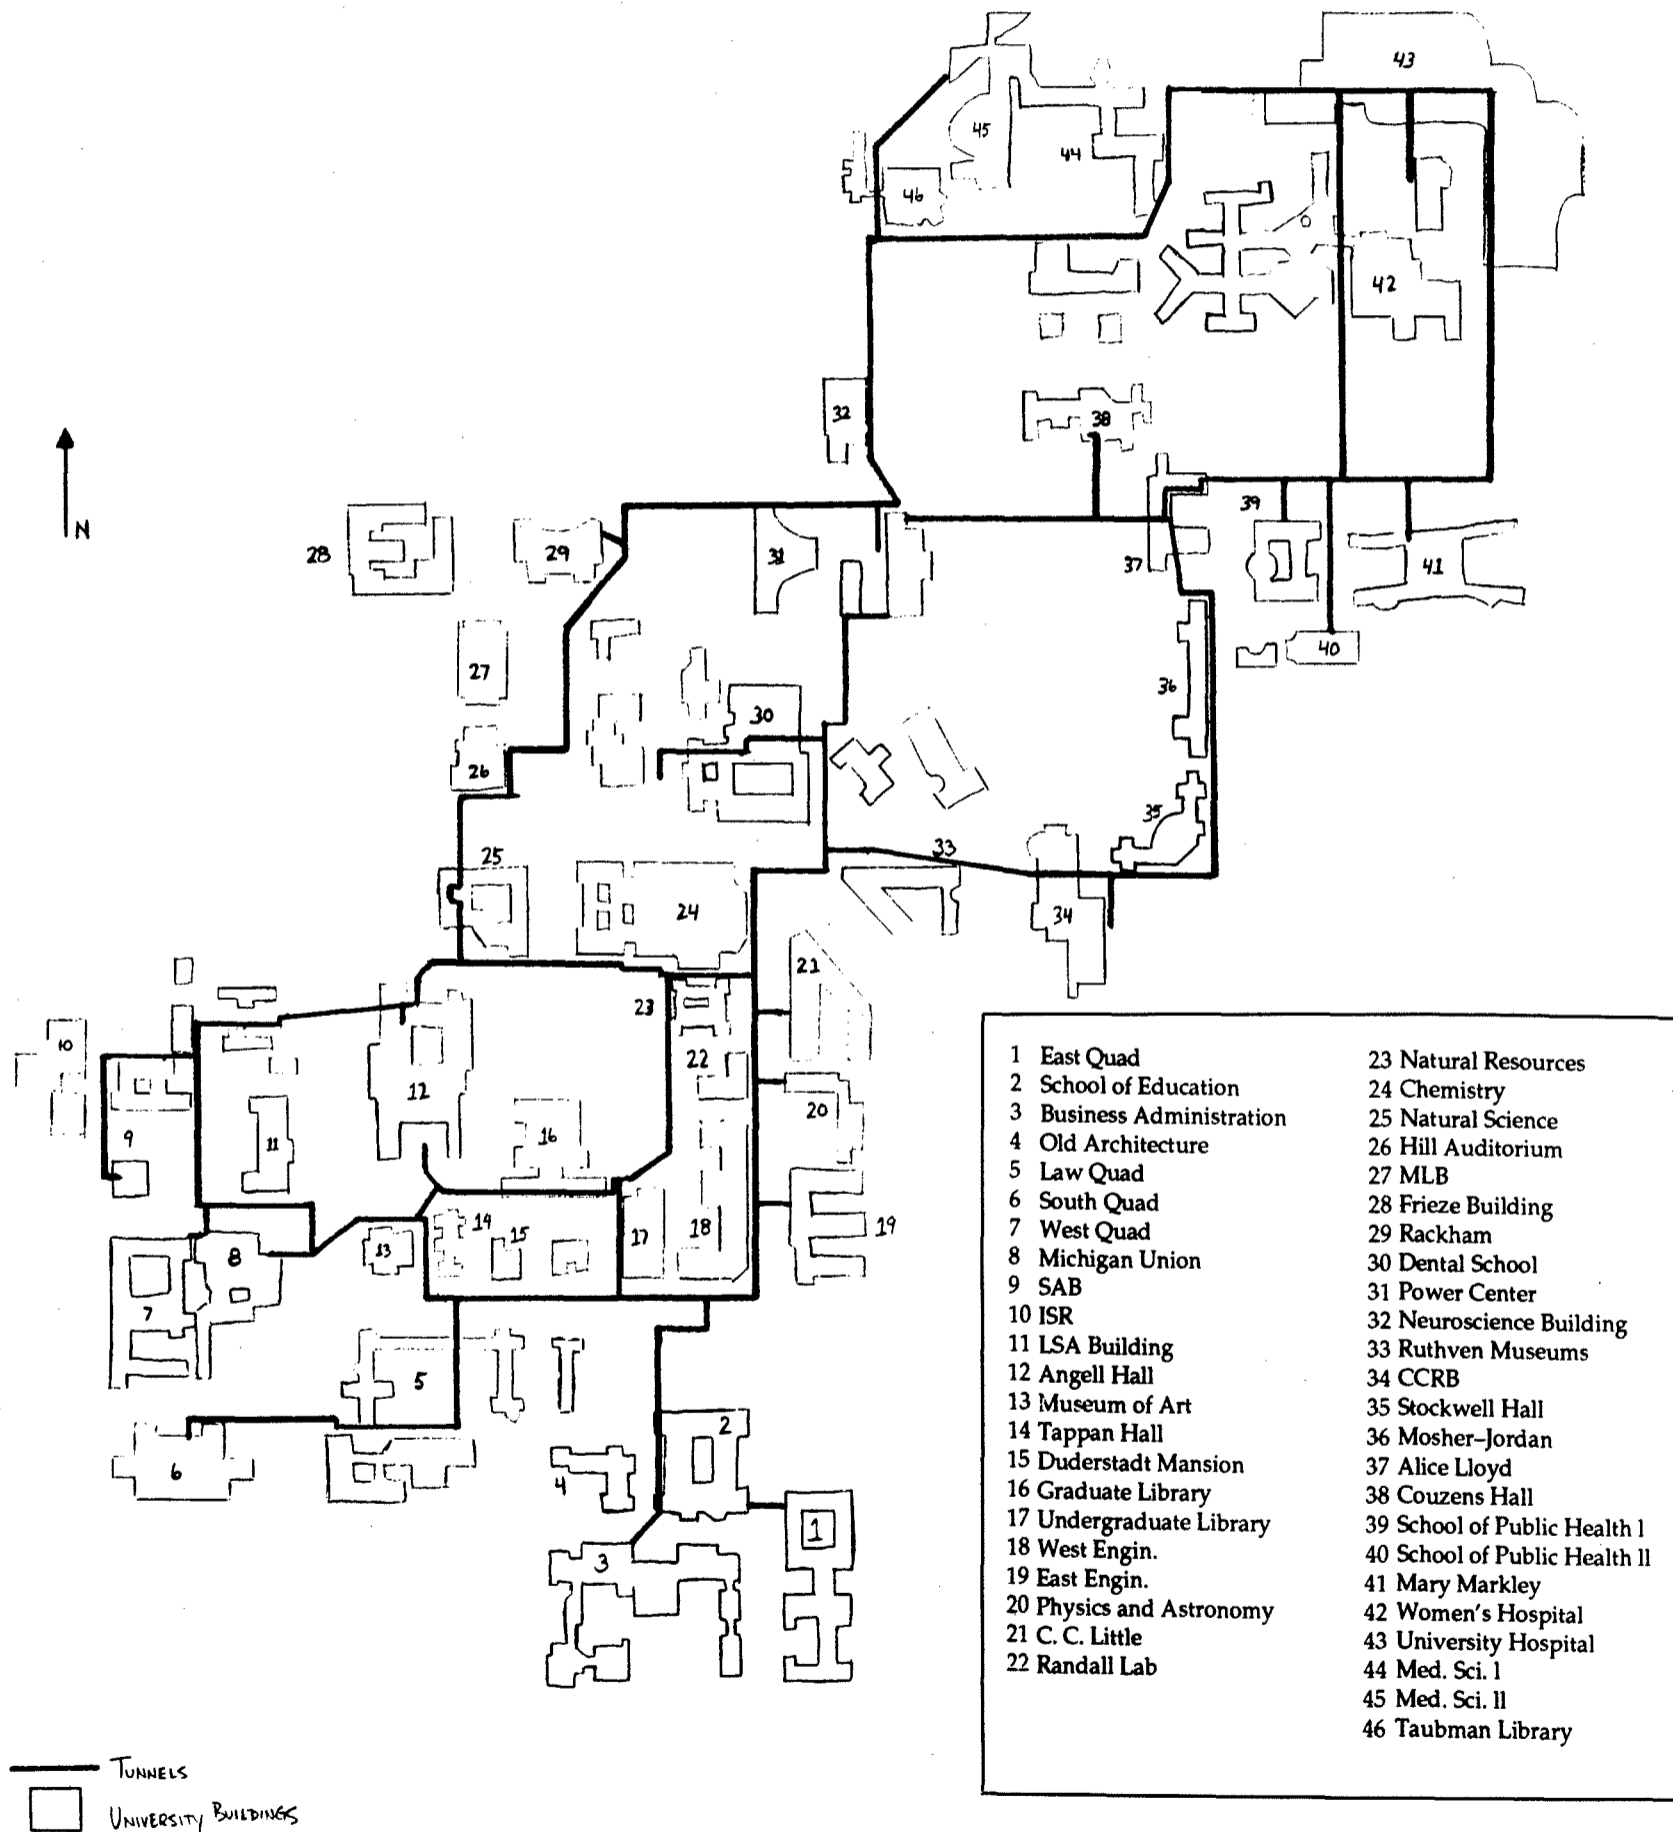 43
45
44
46
42
32
38
39
N
28
29
31
37
41
40
27
36
30
26
35
33
25
24
34
21
23
10
22
12
20
9
11
16
14
15
17
18
19
13
8
7
5
2
6
4
1
3
1 East Quad
2 School of Education
3 Business Administration
4 Old Architecture
5 Law Quad
6 South Quad
7 West Quad
8 Michigan Union
9 SAB
10 ISR
11 LSA Building
12 Angell Hall
13 Museum of Art
14 Tappan Hall
15 Duderstadt Mansion
16 Graduate Library
17 Undergraduate Library
18 West Engin.
19 East Engin.
20 Physics and Astronomy
21 C. C. Little
22 Randall Lab
23 Natural Resources
24 Chemistry
25 Natural Science
26 Hill Auditorium
27 MLB
28 Frieze Building
29 Rackham
30 Dental School
31 Power Center
32 Neuroscience Building
33 Ruthven Museums
34 CCRB
35 Stockwell Hall
36 Mosher-Jordan
37 Alice Lloyd
38 Couzens Hall
39 School of Public Health l
40 School of Public Health ll
41 Mary Markley
42 Women's Hospital
43 University Hospital
44 Med. Sci. l
45 Med. Sci. ll
46 Taubman Library
TUNNELS
UNIVERSITY BUILDINGS